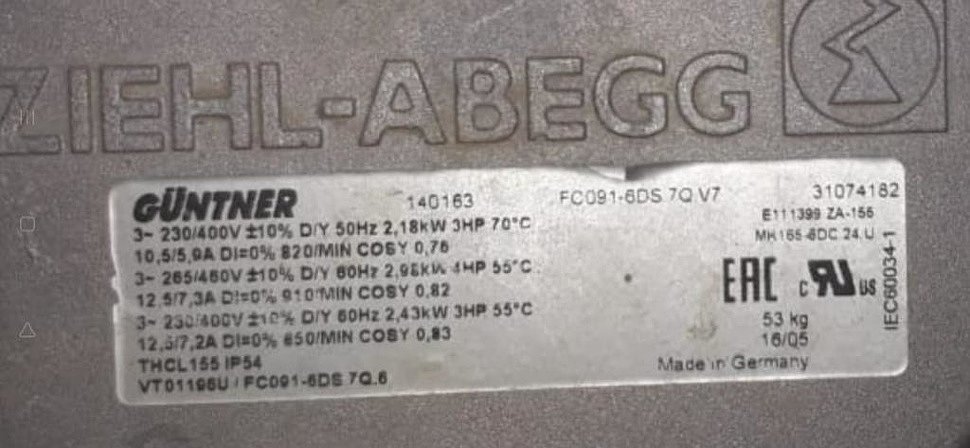 ZIEHL-ABEGG
GÜNTNER 140163 FC091-6DS 7Q V7 31074182
3~ 230/400V ±10% D/Y 50Hz 2,18kW 3HP 70°C
E111399 ZA-155
10,5/5,9A DI=0% 820/MIN COSY 0,76
MK165-6DC 24 U
3~ 265/460V ±10% D/Y 60Hz 2,98kW 4HP 55°C
12,5/7,3A DI=0% 910/MIN COSY 0,82
EAC c RU US
3~ 230/400V ±10% D/Y 60Hz 2,43kW 3HP 55°C
53 kg
12,5/7,2A DI=0% 850/MIN COSY 0,83
16/05
THCL155 IP54
Made in Germany
VT01196U / FC091-6DS 7Q.6
IEC60034-1